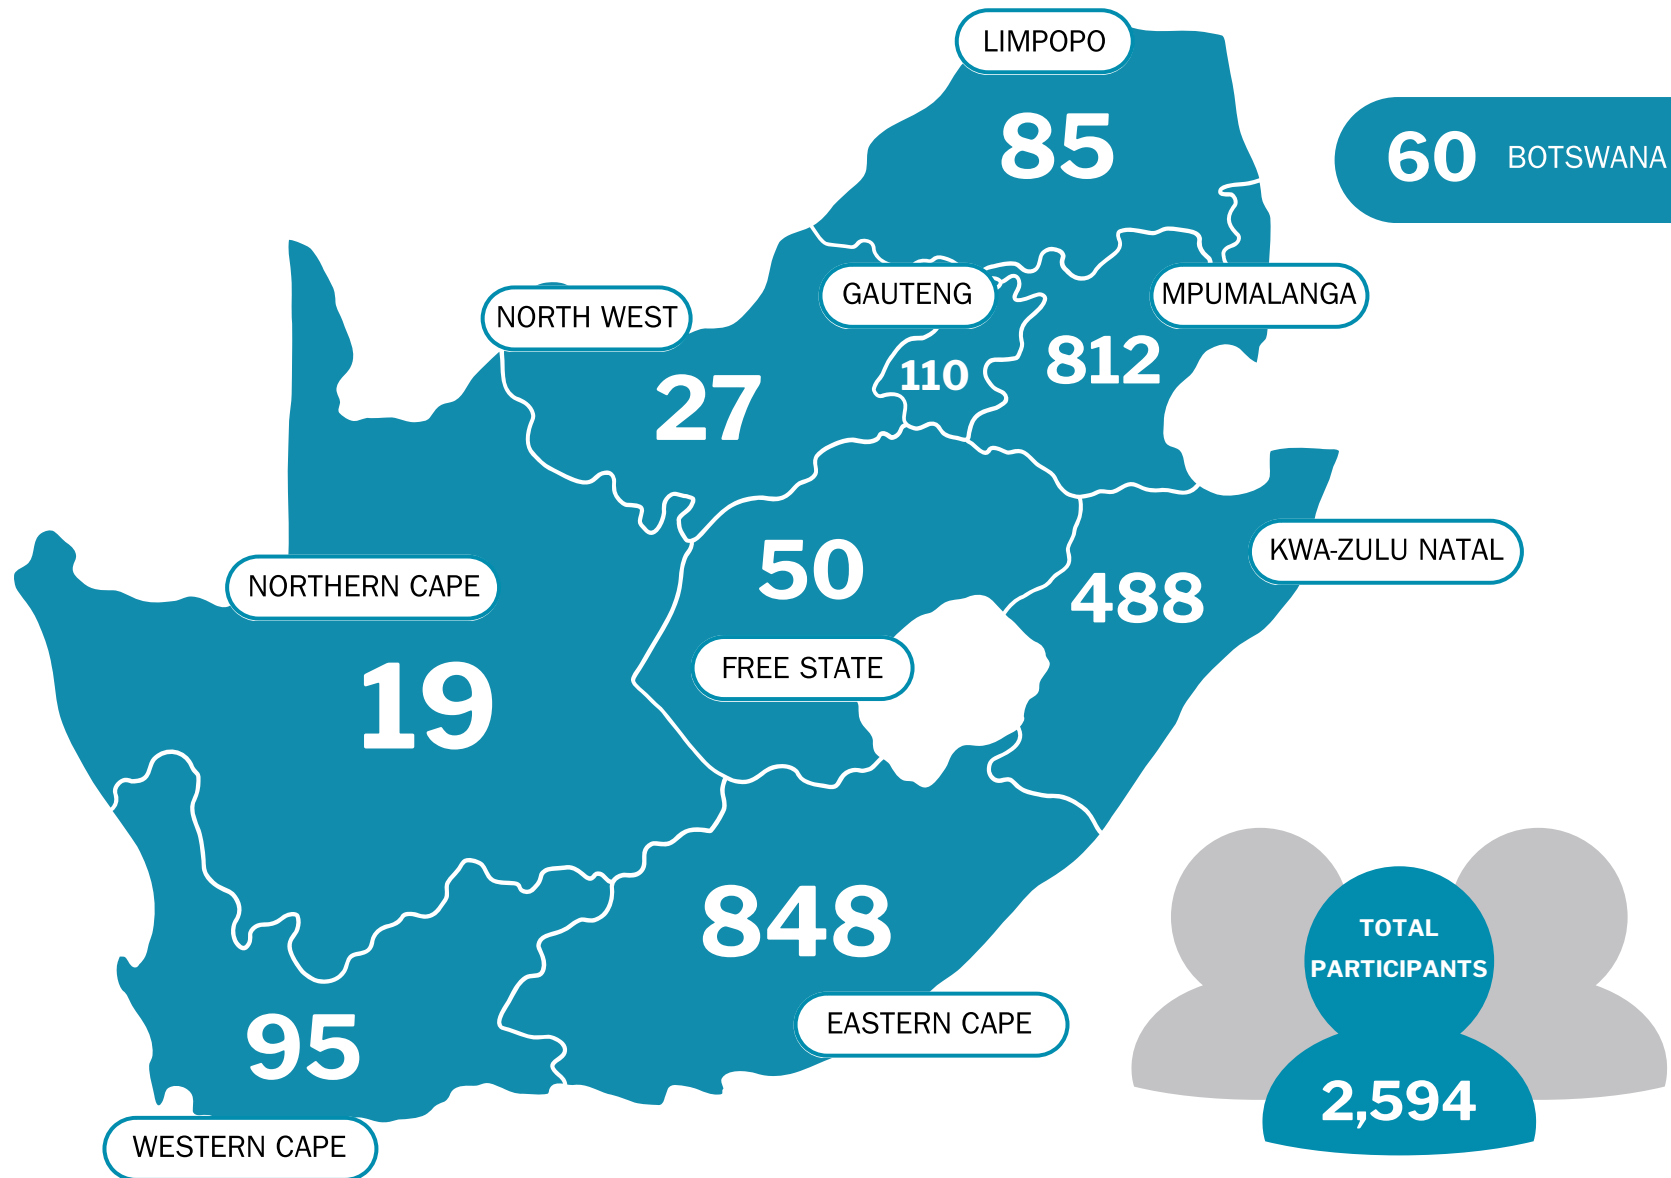 LIMPOPO
85
60 BOTSWANA
NORTH WEST
27
GAUTENG
110
MPUMALANGA
812
NORTHERN CAPE
19
50
FREE STATE
KWA-ZULU NATAL
488
848
EASTERN CAPE
95
WESTERN CAPE
TOTAL
PARTICIPANTS
2,594